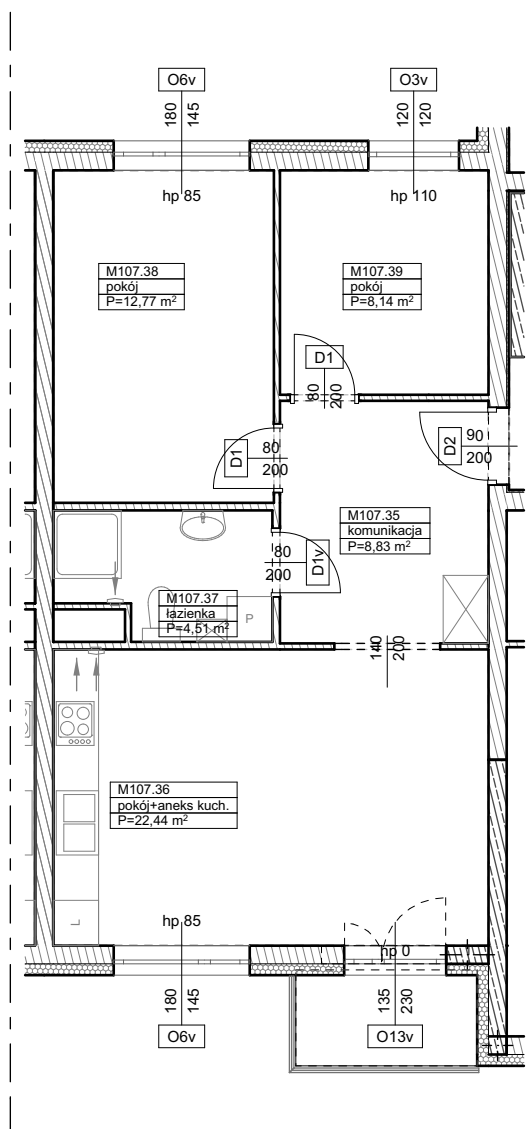 O6v
180
145
O3v
120
120
hp 85
hp 110
M107.38
pokój
P=12,77 m²
M107.39
pokój
P=8,14 m²
D1
80
200
D1
80
200
D2
90
200
M107.35
komunikacja
P=8,83 m²
80
200
D1v
M107.37
łazienka
P=4,51 m²
P
140
200
M107.36
pokój+aneks kuch.
P=22,44 m²
L
hp 85
hp 0
180
145
O6v
135
230
O13v